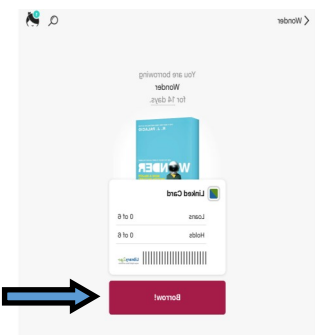 Wonder
You are borrowing
Wonder
for 14 days.
R. J. PALACIO
WONDER
Linked Card
Loans 0 of 6
Holds 0 of 6
Borrow!